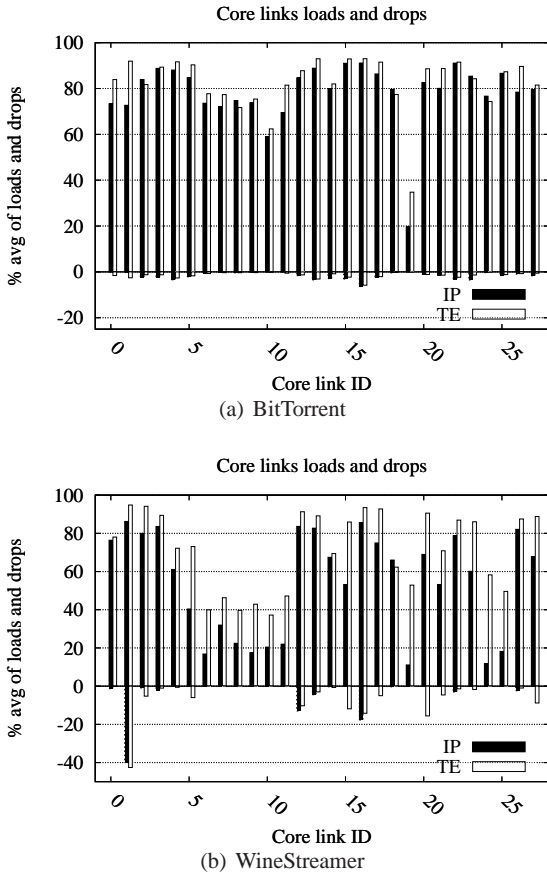 Core links loads and drops
% avg of loads and drops
100
80
60
40
20
0
-20
IP
TE
0
5
10
15
20
25
Core link ID
(a) BitTorrent
Core links loads and drops
% avg of loads and drops
100
80
60
40
20
0
-20
-40
IP
TE
0
5
10
15
20
25
Core link ID
(b) WineStreamer